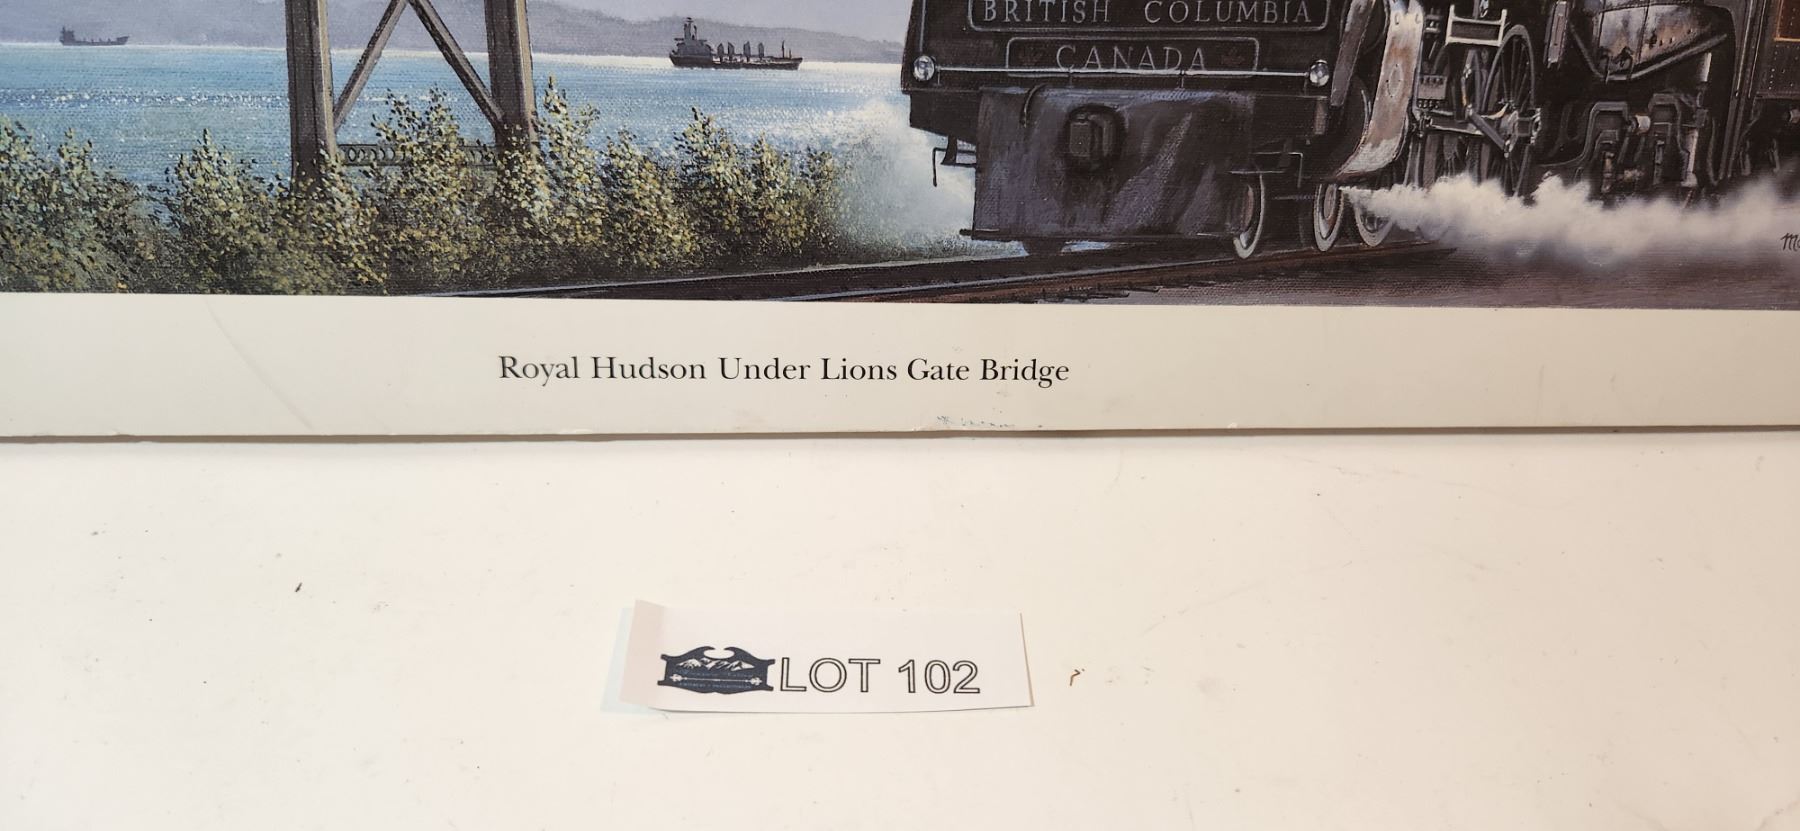 BRITISH COLUMBIA
CANADA
Royal Hudson Under Lions Gate Bridge
LOT 102